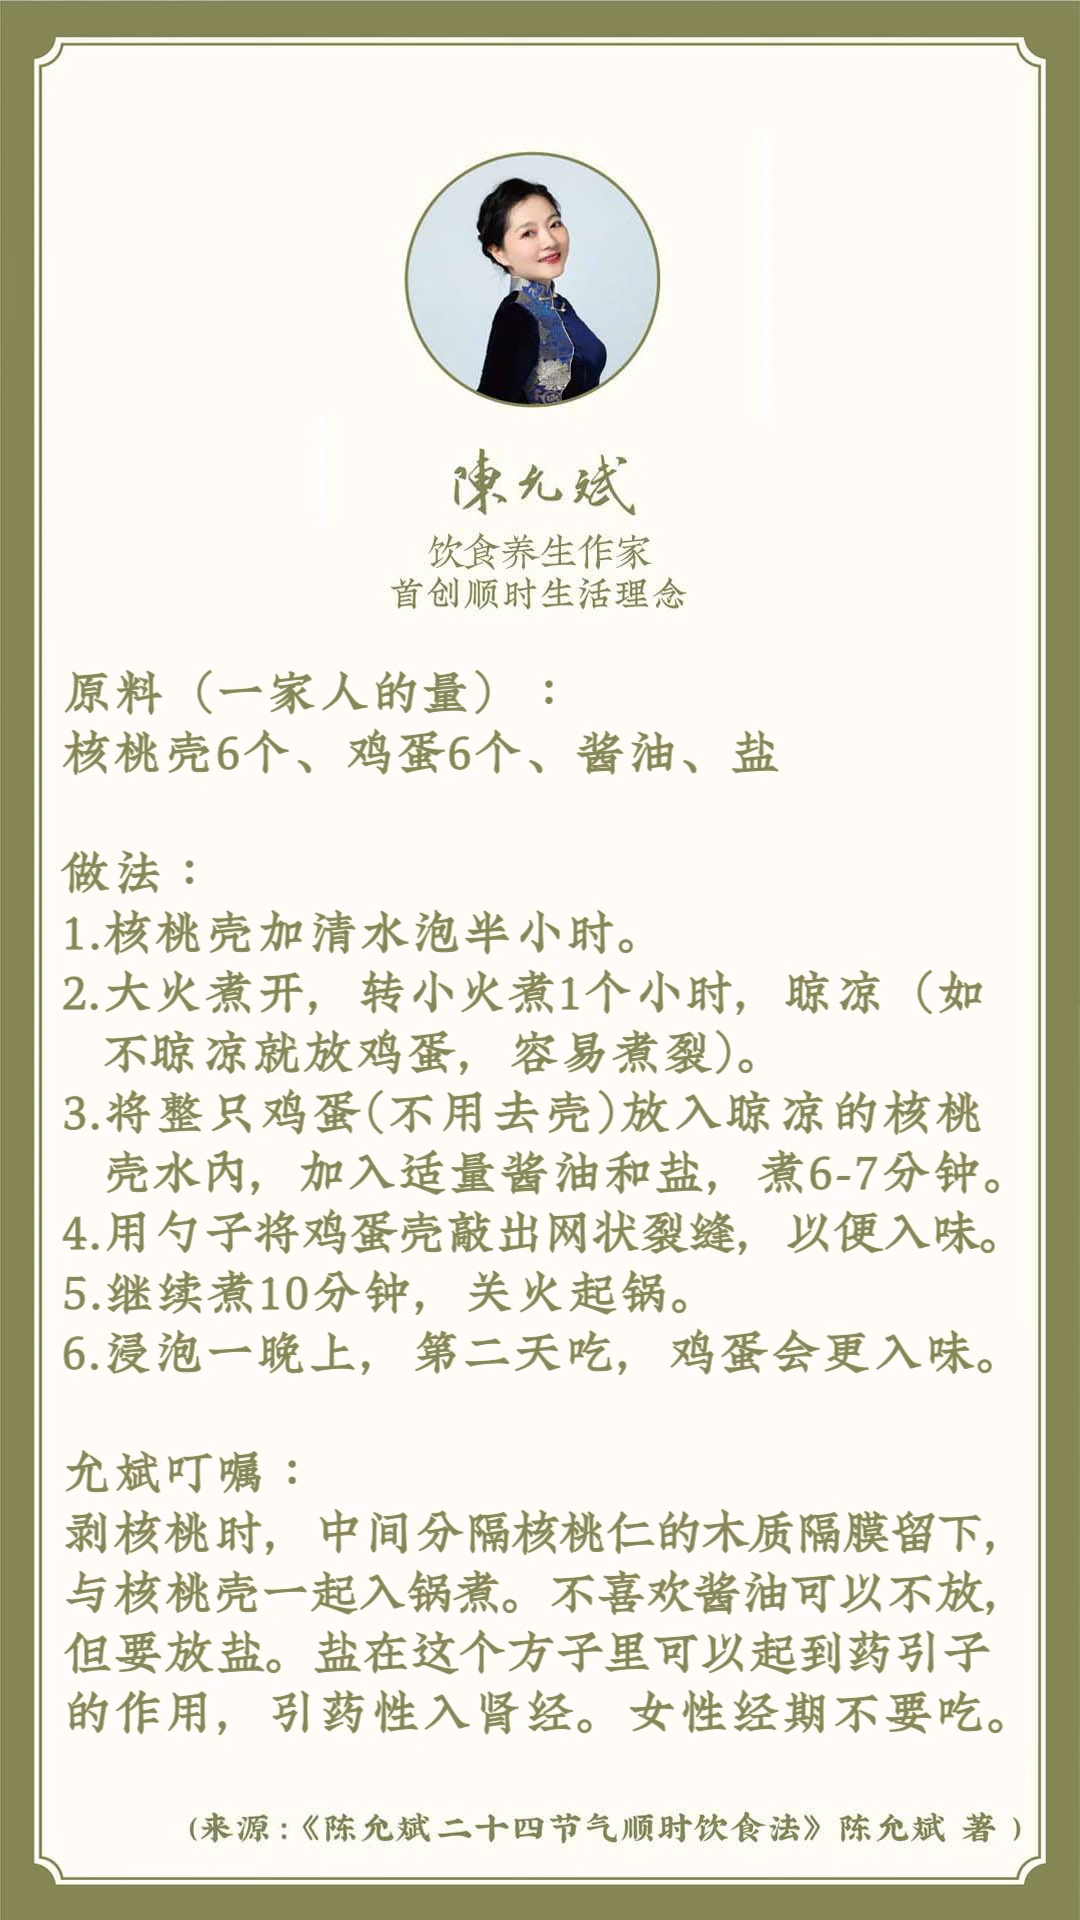 陳允斌
饮食养生作家
首创顺时生活理念
原料（一家人的量）：
核桃壳6个、鸡蛋6个、酱油、盐
做法：
1.核桃壳加清水泡半小时。
2.大火煮开，转小火煮1个小时，晾凉（如
不晾凉就放鸡蛋，容易煮裂)。
3.将整只鸡蛋(不用去壳)放入晾凉的核桃
壳水内，加入适量酱油和盐，煮6-7分钟。
4.用勺子将鸡蛋壳敲出网状裂缝，以便入味。
5.继续煮10分钟，关火起锅。
6.浸泡一晚上，第二天吃，鸡蛋会更入味。
允斌叮嘱：
剥核桃时，中间分隔核桃仁的木质隔膜留下，
与核桃壳一起入锅煮。不喜欢酱油可以不放，
但要放盐。盐在这个方子里可以起到药引子
的作用，引药性入肾经。女性经期不要吃。
（来源：《陈允斌二十四节气顺时饮食法》陈允斌 著 ）